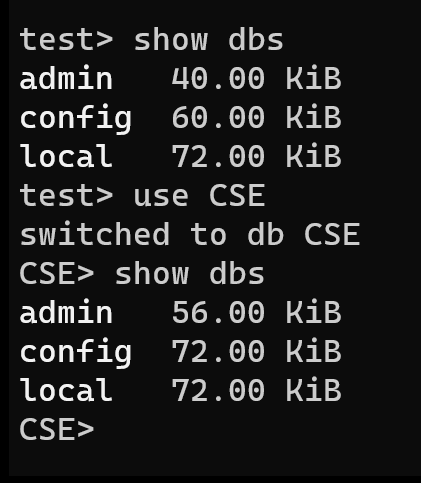 test> show dbs
admin   40.00 KiB
config  60.00 KiB
local   72.00 KiB
test> use CSE
switched to db CSE
CSE> show dbs
admin   56.00 KiB
config  72.00 KiB
local   72.00 KiB
CSE>